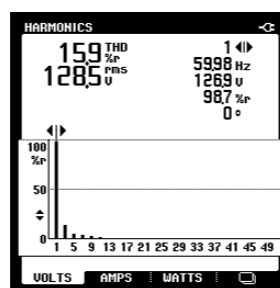 HARMONICS
15,9 THD %r
128,5 rms U
1
59,98 Hz
126,9 U
98,7 %r
0 °
100
%r
50
0
1 5 9 13 17 21 25 29 33 37 41 45 49
VOLTS AMPS WATTS